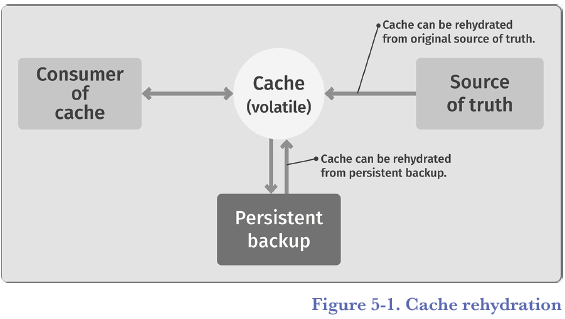 Cache can be rehydrated
from original source of truth.
Consumer
of
cache
Cache
(volatile)
Source
of truth
Cache can be rehydrated
from persistent backup.
Persistent
backup
Figure 5-1. Cache rehydration